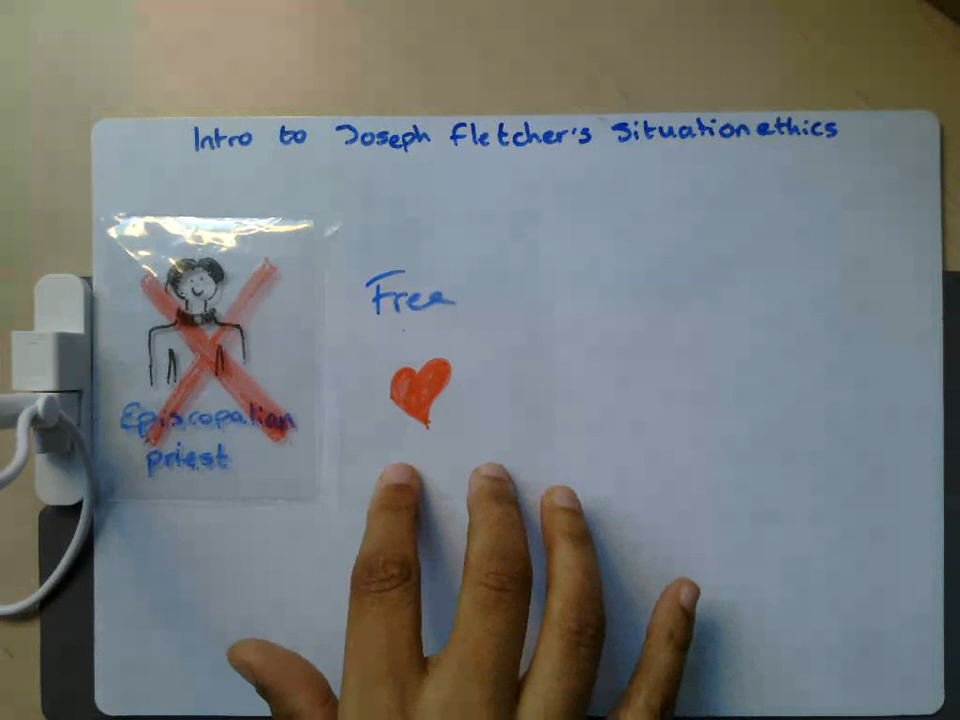 Intro to Joseph Fletcher's Situation ethics
Free
Episcopalian
priest